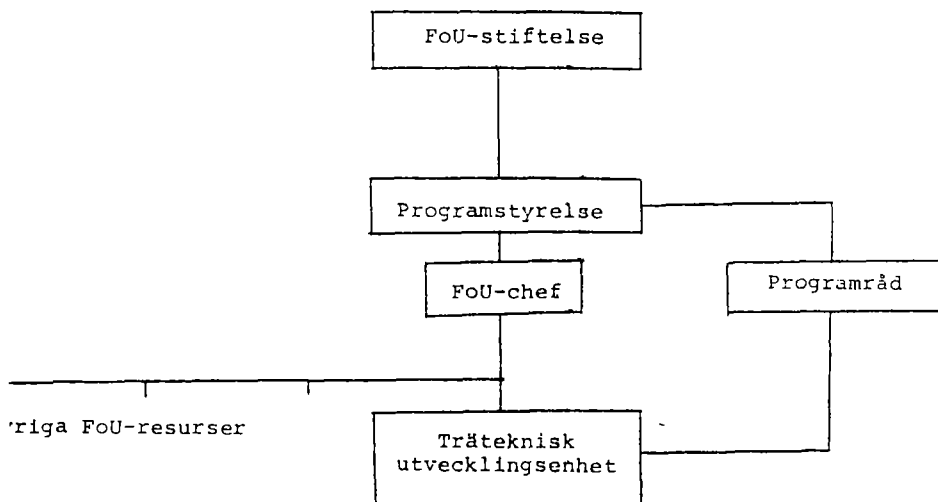 FoU-stiftelse
Programstyrelse
FoU-chef
Programråd
FoU-resurser
Träteknisk
utvecklingsenhet